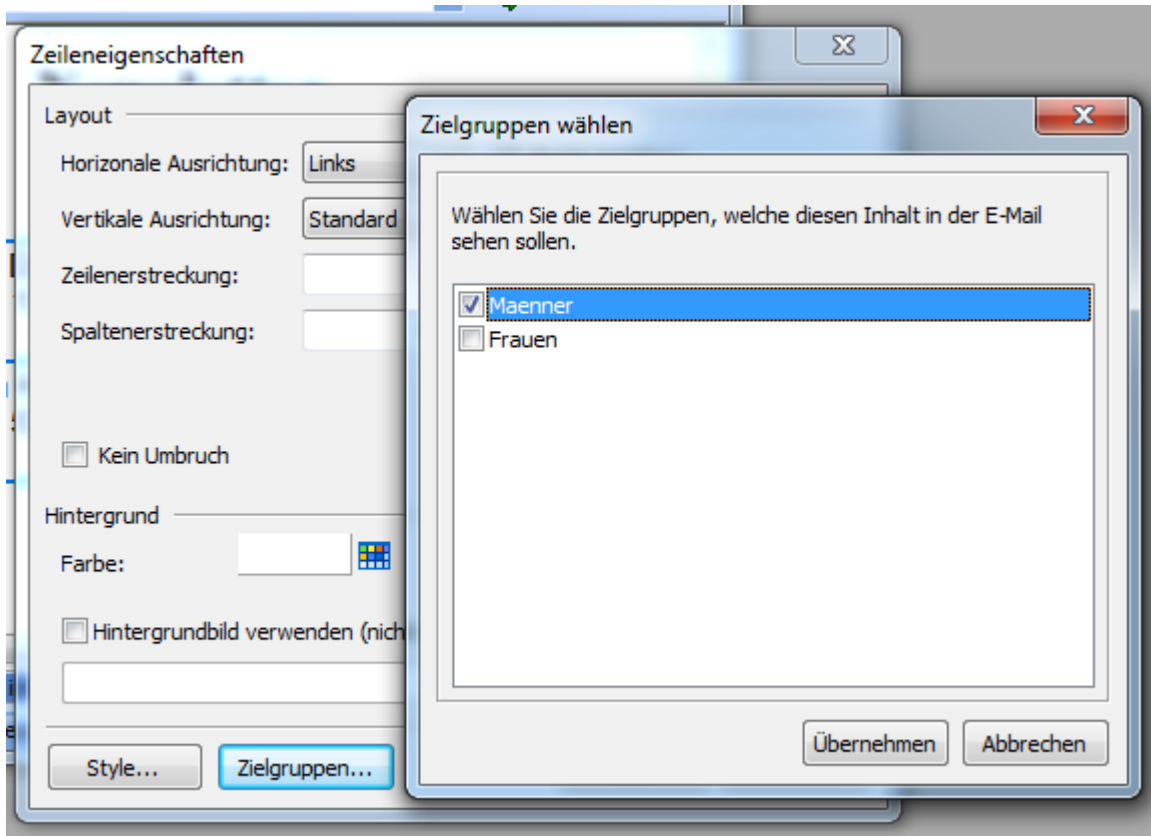 Zeileneigenschaften
Layout
Horizonale Ausrichtung:
Links
Vertikale Ausrichtung:
Standard
Zeilenerstreckung:
Spaltenerstreckung:
Kein Umbruch
Hintergrund
Farbe:
Hintergrundbild verwenden (nich
Style...
Zielgruppen...
Zielgruppen wählen
Wählen Sie die Zielgruppen, welche diesen Inhalt in der E-Mail
sehen sollen.
Maenner
Frauen
Übernehmen
Abbrechen